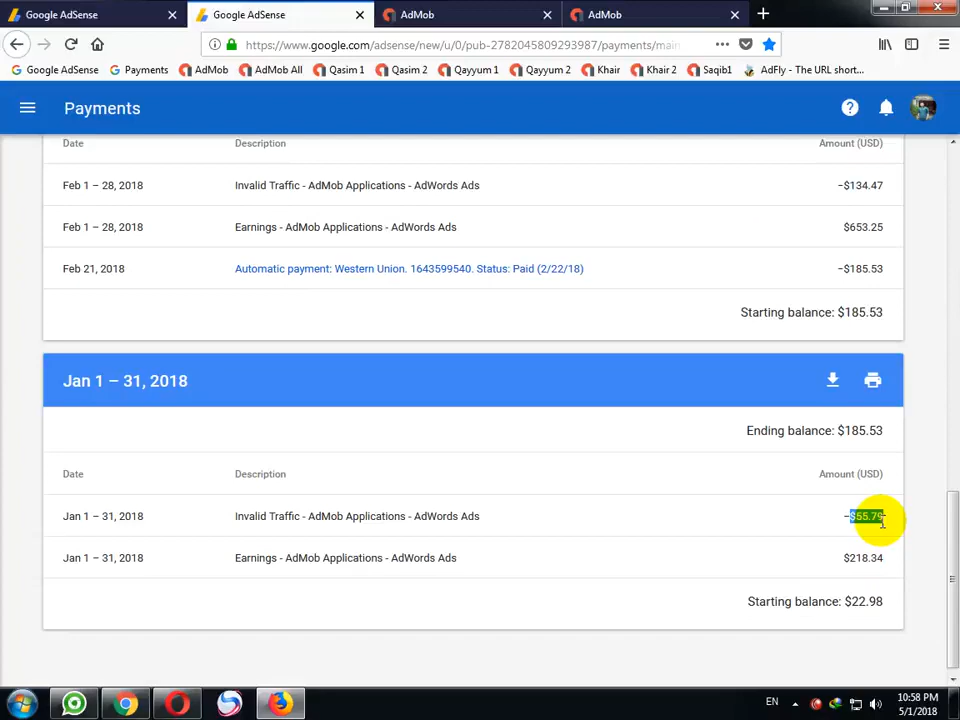 Google AdSense
Google AdSense
AdMob
AdMob
https://www.google.com/adsense/new/u/0/pub-2782045809293987/payments/main
Google AdSense Payments AdMob AdMob All Qasim 1 Qasim 2 Qayyum 1 Qayyum 2 Khair Khair 2 Saqib1 AdFly - The URL short...
Payments
Date Description Amount (USD)
Feb 1 – 28, 2018 Invalid Traffic - AdMob Applications - AdWords Ads −$134.47
Feb 1 – 28, 2018 Earnings - AdMob Applications - AdWords Ads $653.25
Feb 21, 2018 Automatic payment: Western Union. 1643599540. Status: Paid (2/22/18) −$185.53
Starting balance: $185.53
Jan 1 – 31, 2018
Ending balance: $185.53
Date Description Amount (USD)
Jan 1 – 31, 2018 Invalid Traffic - AdMob Applications - AdWords Ads −$55.79
Jan 1 – 31, 2018 Earnings - AdMob Applications - AdWords Ads $218.34
Starting balance: $22.98
EN
10:58 PM
5/1/2018